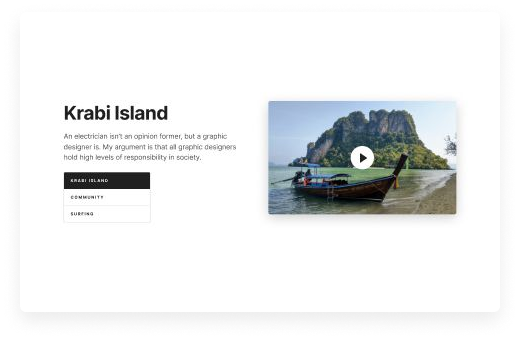 Krabi Island
An electrician isn't an opinion former, but a graphic
designer is. My argument is that all graphic designers
hold high levels of responsibility in society.
KRABI ISLAND
COMMUNITY
SURFING